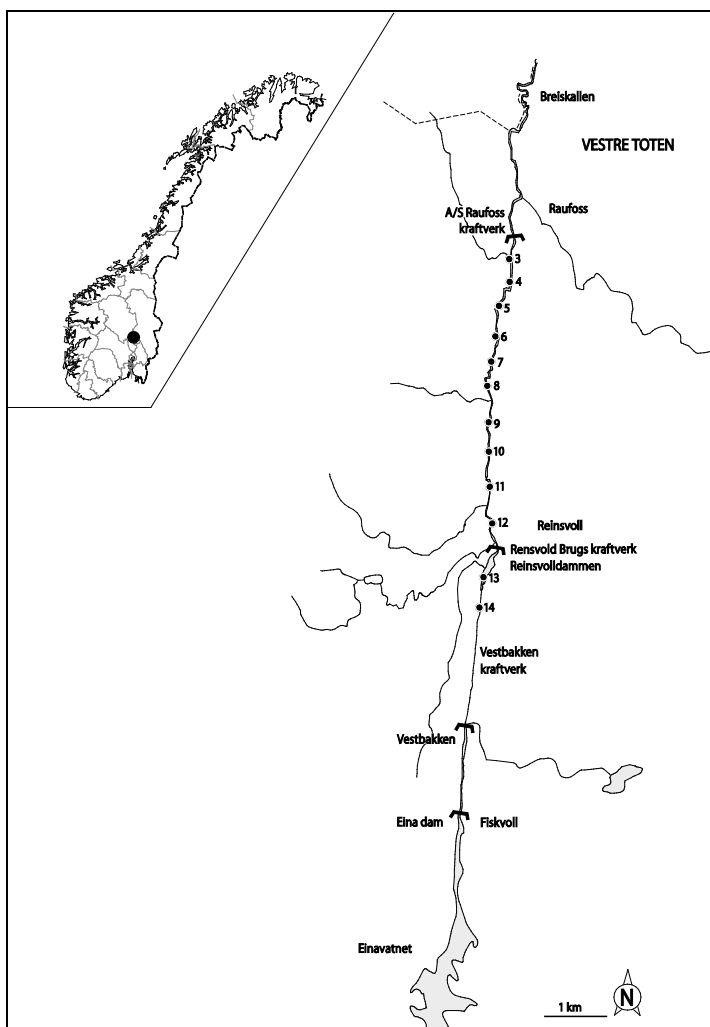 Breiskallen
VESTRE TOTEN
Raufoss
A/S Raufoss
kraftverk
3
4
5
6
7
8
9
10
11
12
Reinsvoll
Rensvold Brugs kraftverk
Reinsvolldammen
13
14
Vestbakken
kraftverk
Vestbakken
Eina dam
Fiskvoll
Einavatnet
1 km
N